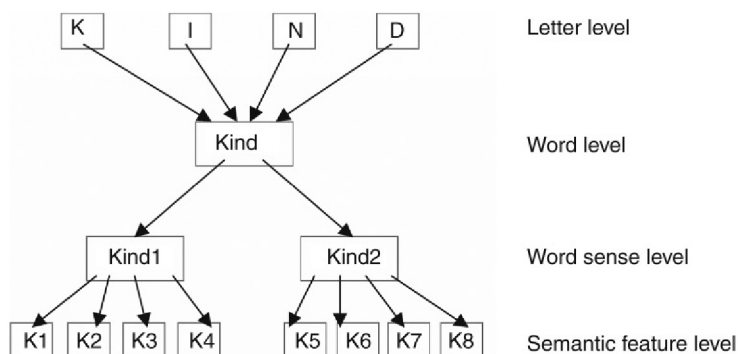 K I N D Letter level
Kind Word level
Kind1 Kind2 Word sense level
K1 K2 K3 K4 K5 K6 K7 K8 Semantic feature level